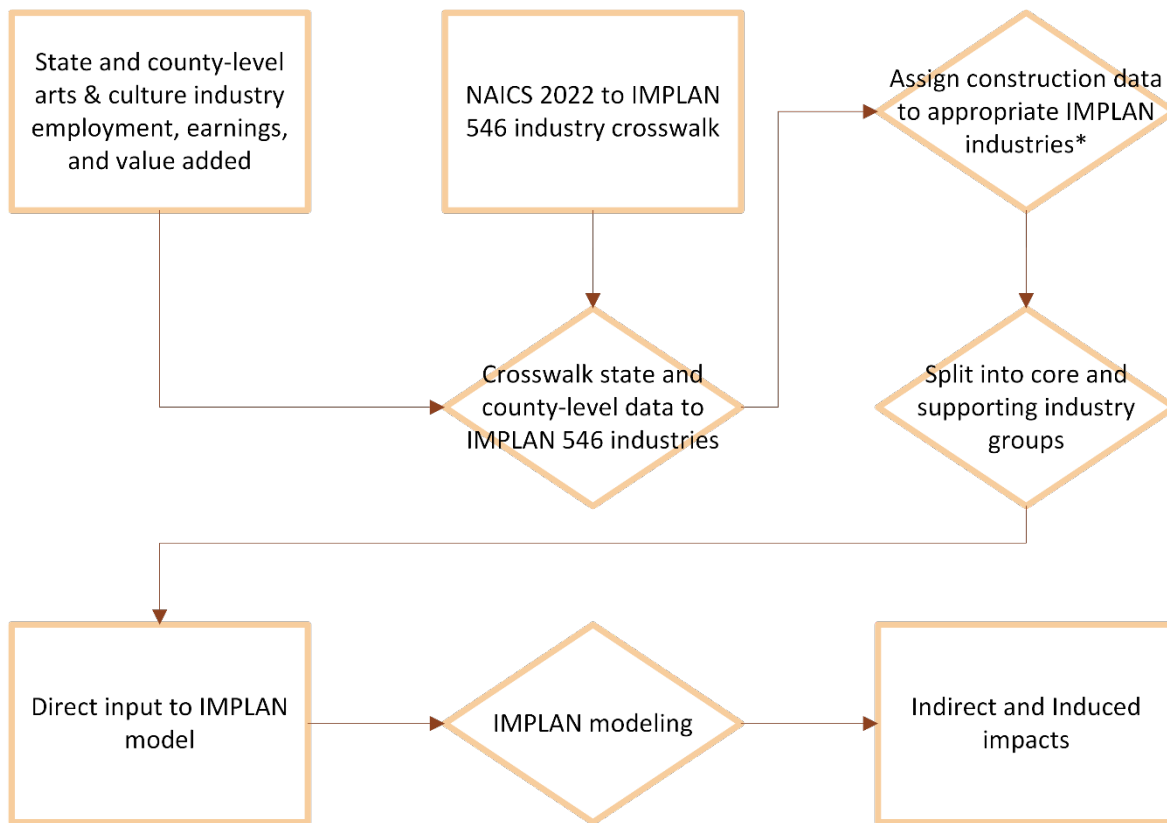 State and county-level
arts & culture industry
employment, earnings,
and value added
NAICS 2022 to IMPLAN
546 industry crosswalk
Assign construction data
to appropriate IMPLAN
industries*
Crosswalk state and
county-level data to
IMPLAN 546 industries
Split into core and
supporting industry
groups
Direct input to IMPLAN
model
IMPLAN modeling
Indirect and Induced
impacts